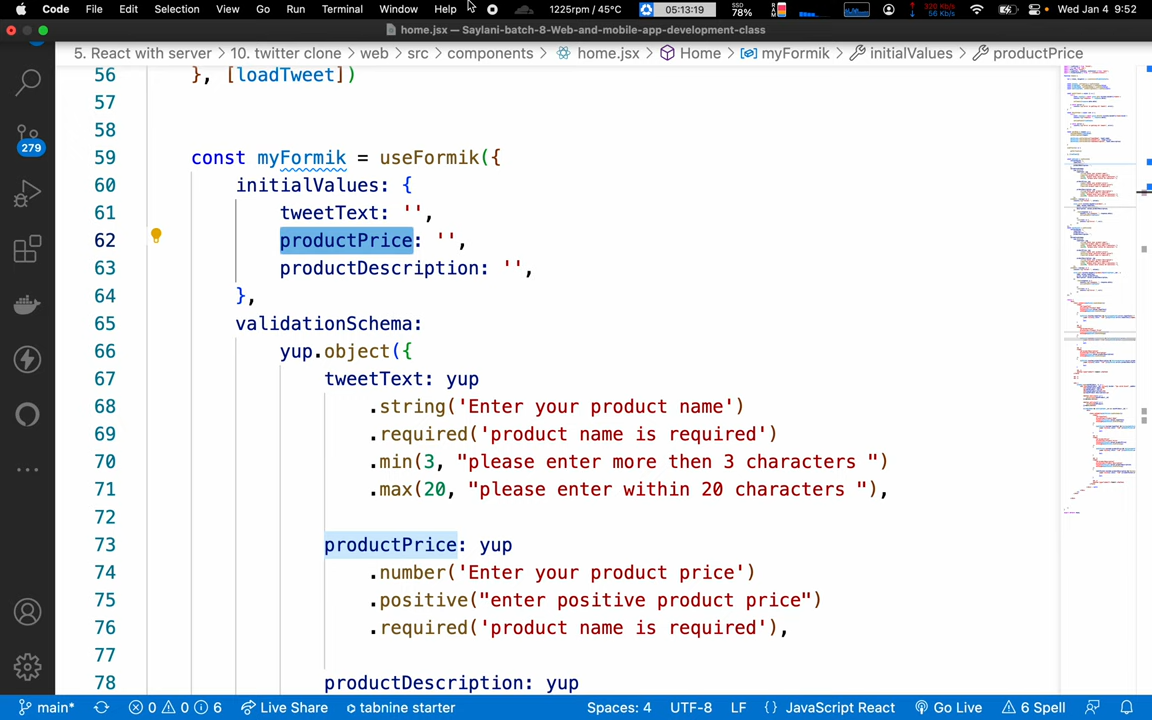 Code File Edit Selection View Go Run Terminal Window Help 1225rpm / 45°C 05:13:19 SSD 78% 320 KB/s 56 KB/s Wed Jan 4 9:52
home.jsx — Saylani-batch-8-Web-and-mobile-app-development-class
5. React with server > 10. twitter clone > web > src > components > home.jsx > Home > myFormik > initialValues > productPrice
56 }, [loadTweet])
57
58
59 const myFormik = useFormik({
60 initialValues: {
61 tweetText: '',
62 productPrice: '',
63 productDescription: '',
64 },
65 validationSchema:
66 yup.object({
67 tweetText: yup
68 .string('Enter your product name')
69 .required('product name is required')
70 .min(3, "please enter more then 3 characters ")
71 .max(20, "please enter within 20 characters "),
72
73 productPrice: yup
74 .number('Enter your product price')
75 .positive("enter positive product price")
76 .required('product name is required'),
77
78 productDescription: yup
279
main* 0 0 6 Live Share tabnine starter Spaces: 4 UTF-8 LF {} JavaScript React Go Live 6 Spell